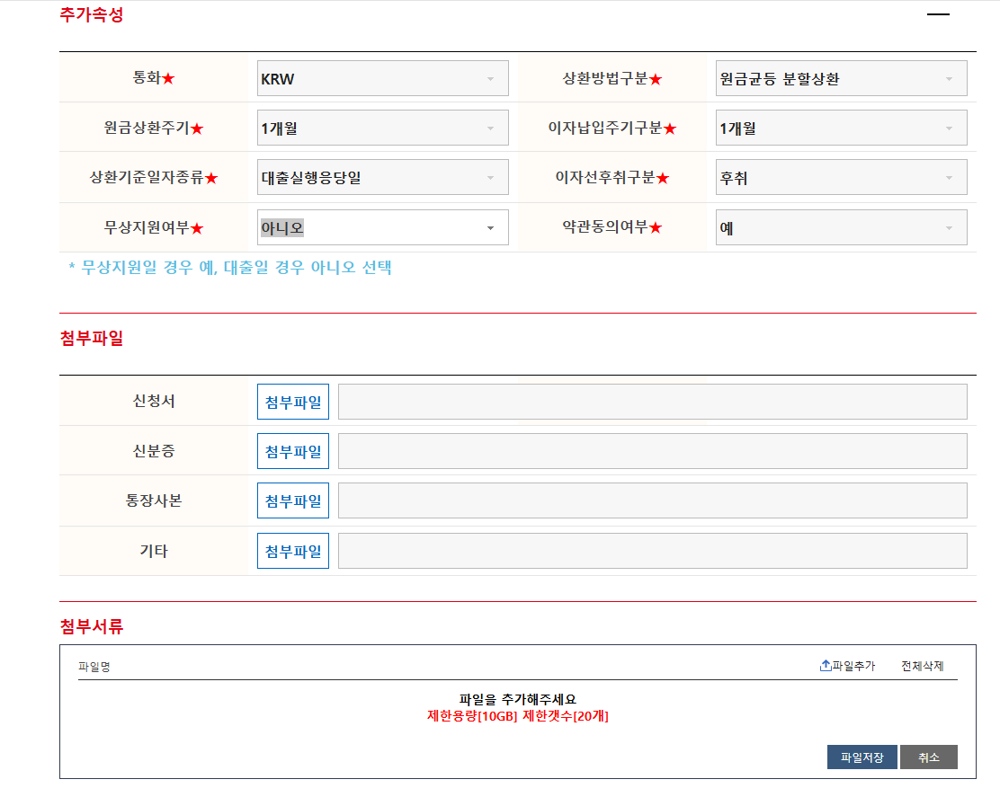 추가속성
통화★ KRW 상환방법구분★ 원금균등 분할상환
원금상환주기★ 1개월 이자납입주기구분★ 1개월
상환기준일자종류★ 대출실행응당일 이자선후취구분★ 후취
무상지원여부★ 아니오 약관동의여부★ 예
* 무상지원일 경우 예, 대출일 경우 아니오 선택
첨부파일
신청서 첨부파일
신분증 첨부파일
통장사본 첨부파일
기타 첨부파일
첨부서류
파일명 파일추가 전체삭제
파일을 추가해주세요
제한용량[10GB] 제한갯수[20개]
파일저장 취소